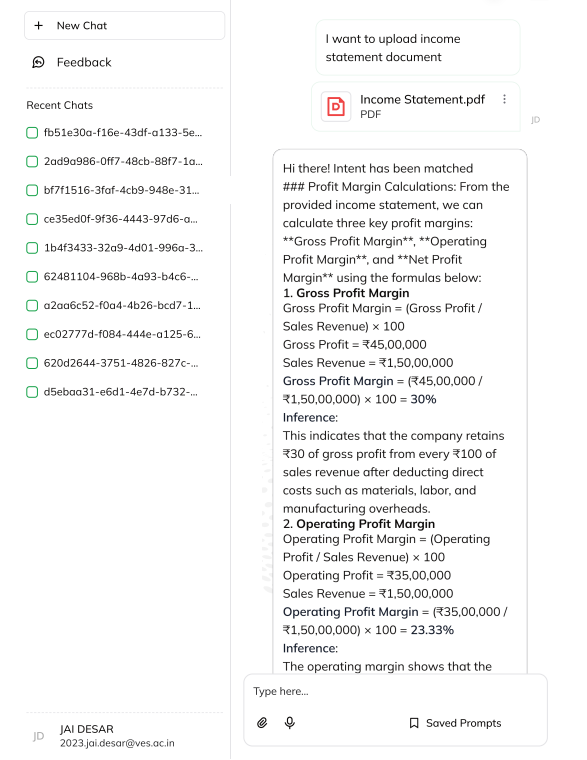 New Chat
Feedback
Recent Chats
fb51e30a-f16e-43df-a133-5e...
2ad9a986-0ff7-48cb-88f7-1a...
bf7f1516-3faf-4cb9-948e-31...
ce35ed0f-9f36-4443-97d6-a...
1b4f3433-32a9-4d01-996a-3...
62481104-968b-4a93-b4c6-...
a2aa6c52-f0a4-4b26-bcd7-1...
ec02777d-f084-444e-a125-6...
620d2644-3751-4826-827c-...
d5ebaa31-e6d1-4e7d-b732-...
JD
JAI DESAR
2023.jai.desar@ves.ac.in
I want to upload income
statement document
Income Statement.pdf
PDF
JD
Hi there! Intent has been matched
### Profit Margin Calculations: From the
provided income statement, we can
calculate three key profit margins:
**Gross Profit Margin**, **Operating
Profit Margin**, and **Net Profit
Margin** using the formulas below:
1. Gross Profit Margin
Gross Profit Margin = (Gross Profit /
Sales Revenue) × 100
Gross Profit = ₹45,00,000
Sales Revenue = ₹1,50,00,000
Gross Profit Margin = (₹45,00,000 /
₹1,50,00,000) × 100 = 30%
Inference:
This indicates that the company retains
₹30 of gross profit from every ₹100 of
sales revenue after deducting direct
costs such as materials, labor, and
manufacturing overheads.
2. Operating Profit Margin
Operating Profit Margin = (Operating
Profit / Sales Revenue) × 100
Operating Profit = ₹35,00,000
Sales Revenue = ₹1,50,00,000
Operating Profit Margin = (₹35,00,000 /
₹1,50,00,000) × 100 = 23.33%
Inference:
The operating margin shows that the
Type here...
Saved Prompts